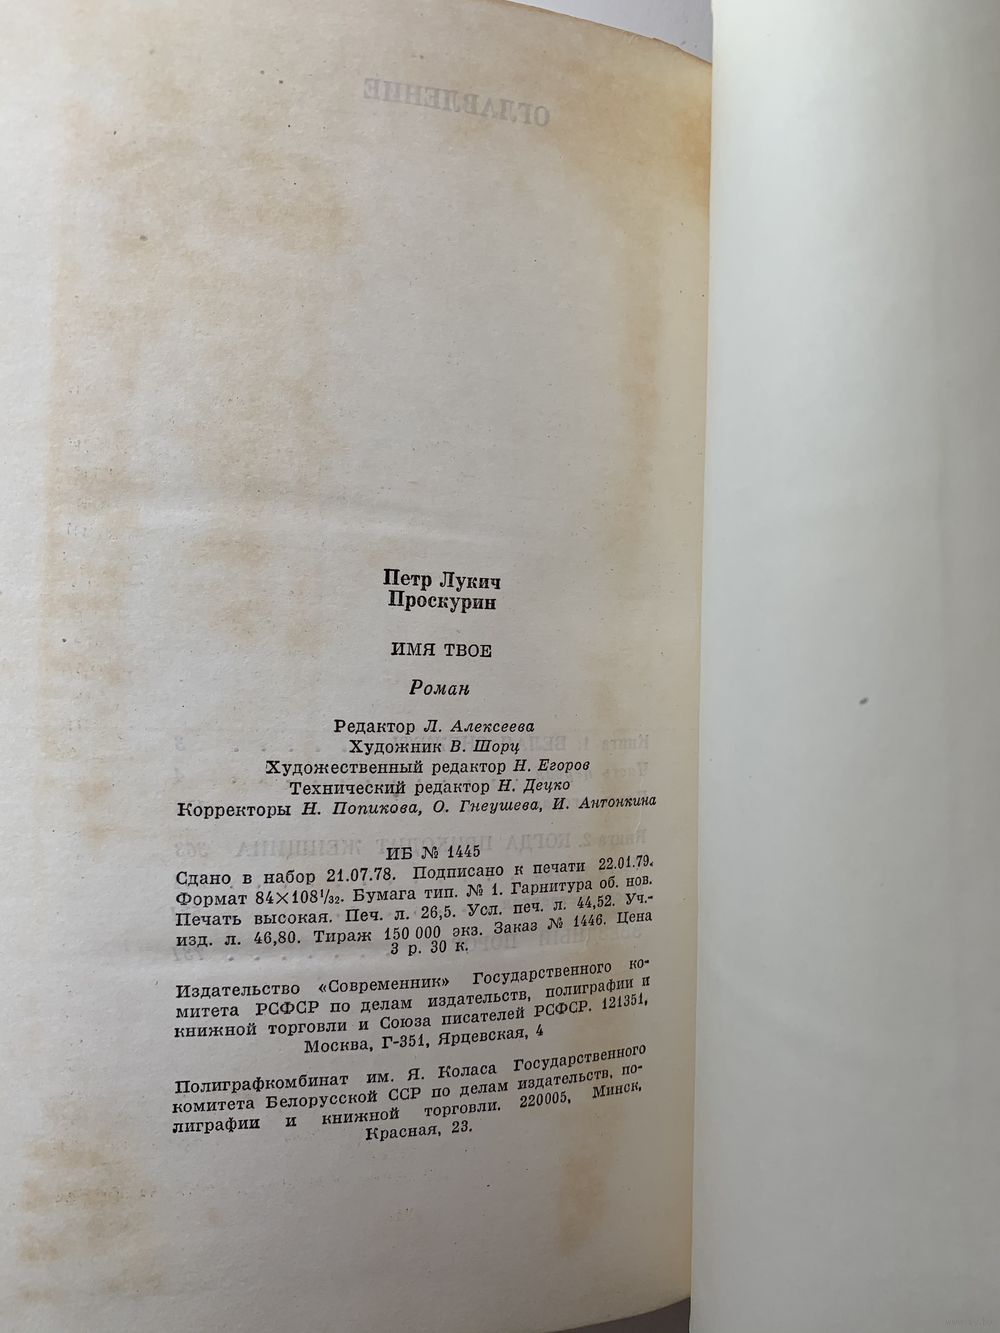 ОГЛАВЛЕНИЕ
Петр Лукич
Проскурин
ИМЯ ТВОЕ
Роман
Редактор Л. Алексеева
Художник В. Шорц
Художественный редактор Н. Егоров
Технический редактор Н. Децко
Корректоры Н. Попикова, О. Гнеушева, И. Антонкина
ИБ № 1445
Сдано в набор 21.07.78. Подписано к печати 22.01.79.
Формат 84×108¹/₃₂. Бумага тип. № 1. Гарнитура об. нов.
Печать высокая. Печ. л. 26,5. Усл. печ. л. 44,52. Уч.-
изд. л. 46,80. Тираж 150 000 экз. Заказ № 1446. Цена
3 р. 30 к.
Издательство «Современник» Государственного ко-
митета РСФСР по делам издательств, полиграфии и
книжной торговли и Союза писателей РСФСР. 121351,
Москва, Г-351, Ярцевская, 4
Полиграфкомбинат им. Я. Коласа Государственного
комитета Белорусской ССР по делам издательств, по-
лиграфии и книжной торговли. 220005, Минск,
Красная, 23.